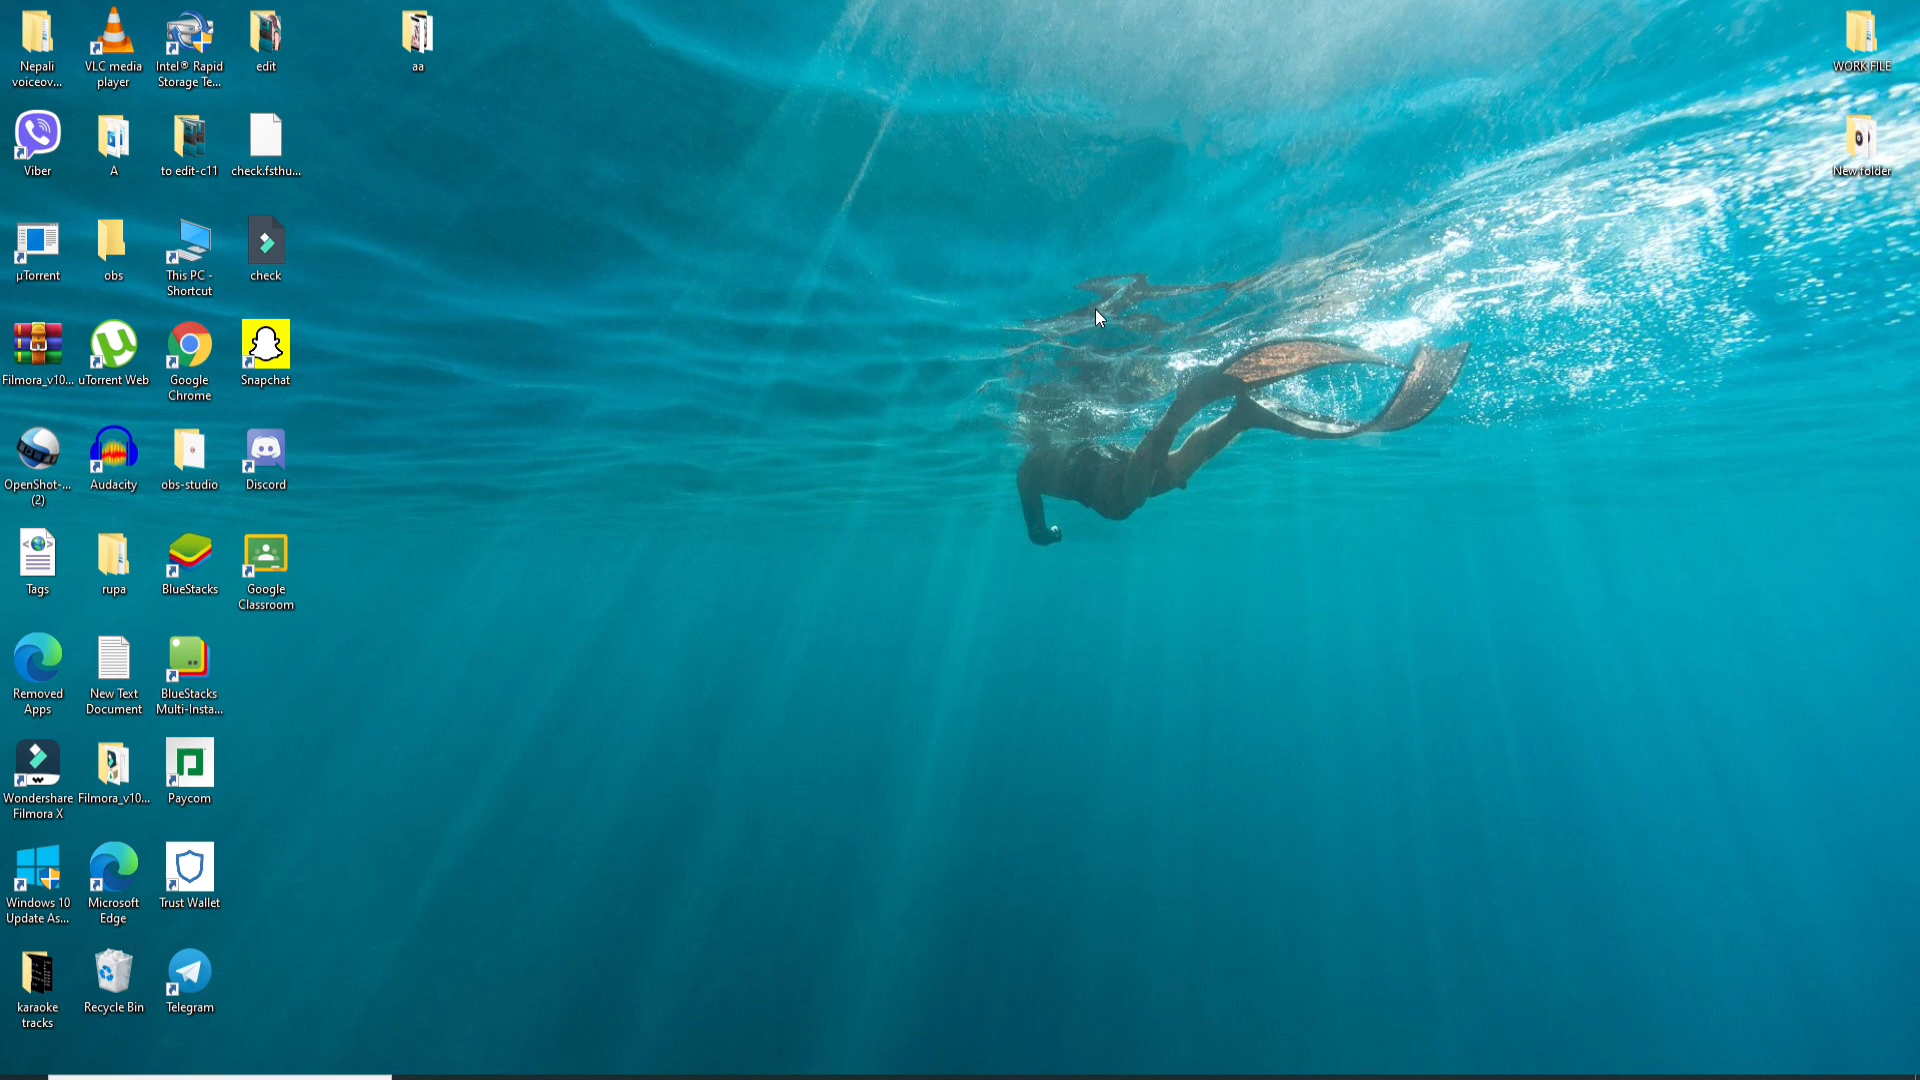 Nepali
voiceov...
VLC media
player
Intel® Rapid
Storage Te...
edit
aa
WORK FILE
Viber
A
to edit-c11
check.fsthu...
New folder
µTorrent
obs
This PC -
Shortcut
check
Filmora_v10...
uTorrent Web
Google
Chrome
Snapchat
OpenShot-...
(2)
Audacity
obs-studio
Discord
Tags
rupa
BlueStacks
Google
Classroom
Removed
Apps
New Text
Document
BlueStacks
Multi-Insta...
Wondershare
Filmora X
Filmora_v10...
Paycom
Windows 10
Update As...
Microsoft
Edge
Trust Wallet
karaoke
tracks
Recycle Bin
Telegram